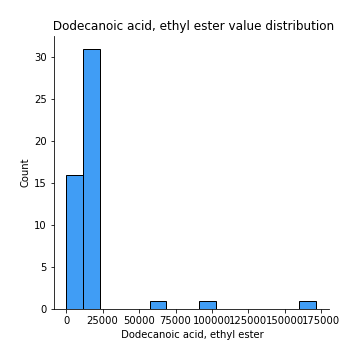 Dodecanoic acid, ethyl ester value distribution
30
25
20
15
10
5
0
Count
0 25000 50000 75000 100000 125000 150000 175000
Dodecanoic acid, ethyl ester